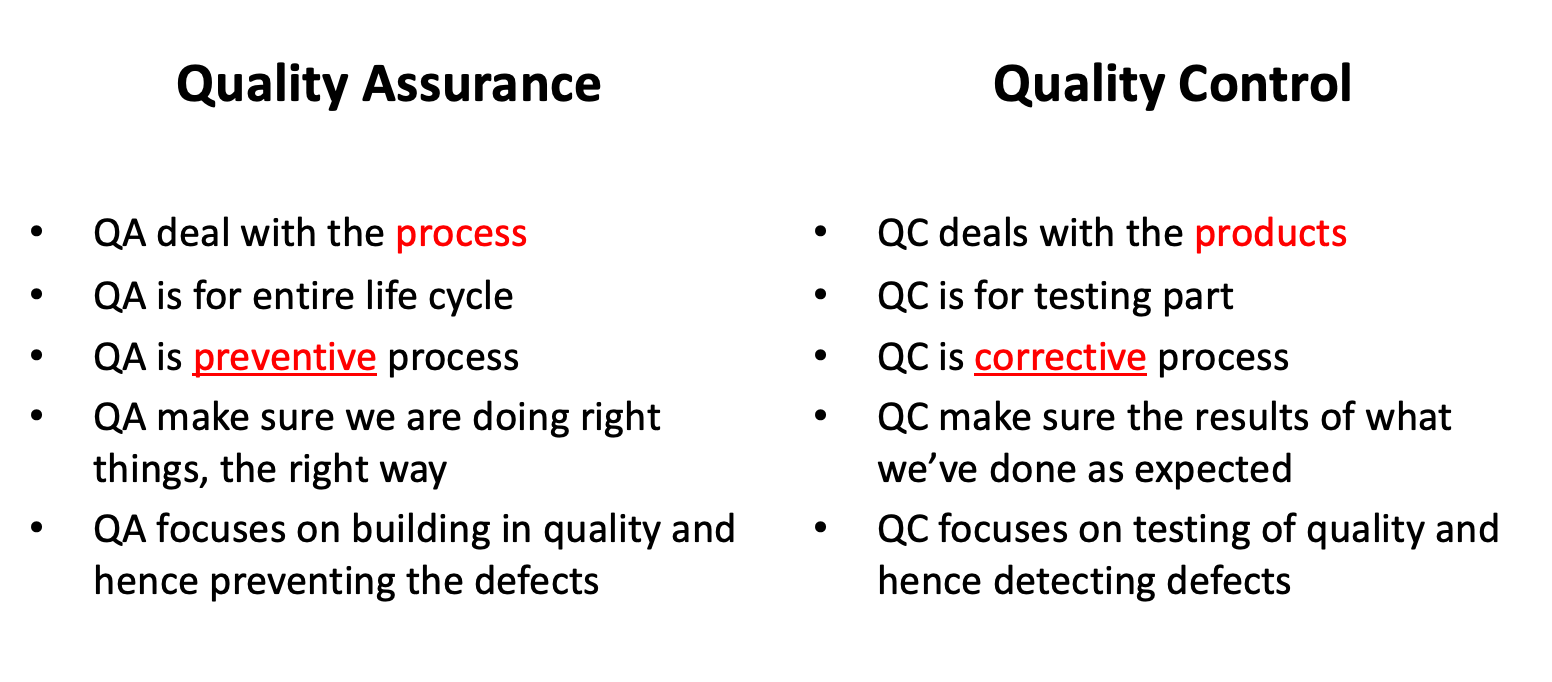 Quality Assurance
• QA deal with the process
• QA is for entire life cycle
• QA is preventive process
• QA make sure we are doing right
things, the right way
• QA focuses on building in quality and
hence preventing the defects
Quality Control
• QC deals with the products
• QC is for testing part
• QC is corrective process
• QC make sure the results of what
we’ve done as expected
• QC focuses on testing of quality and
hence detecting defects